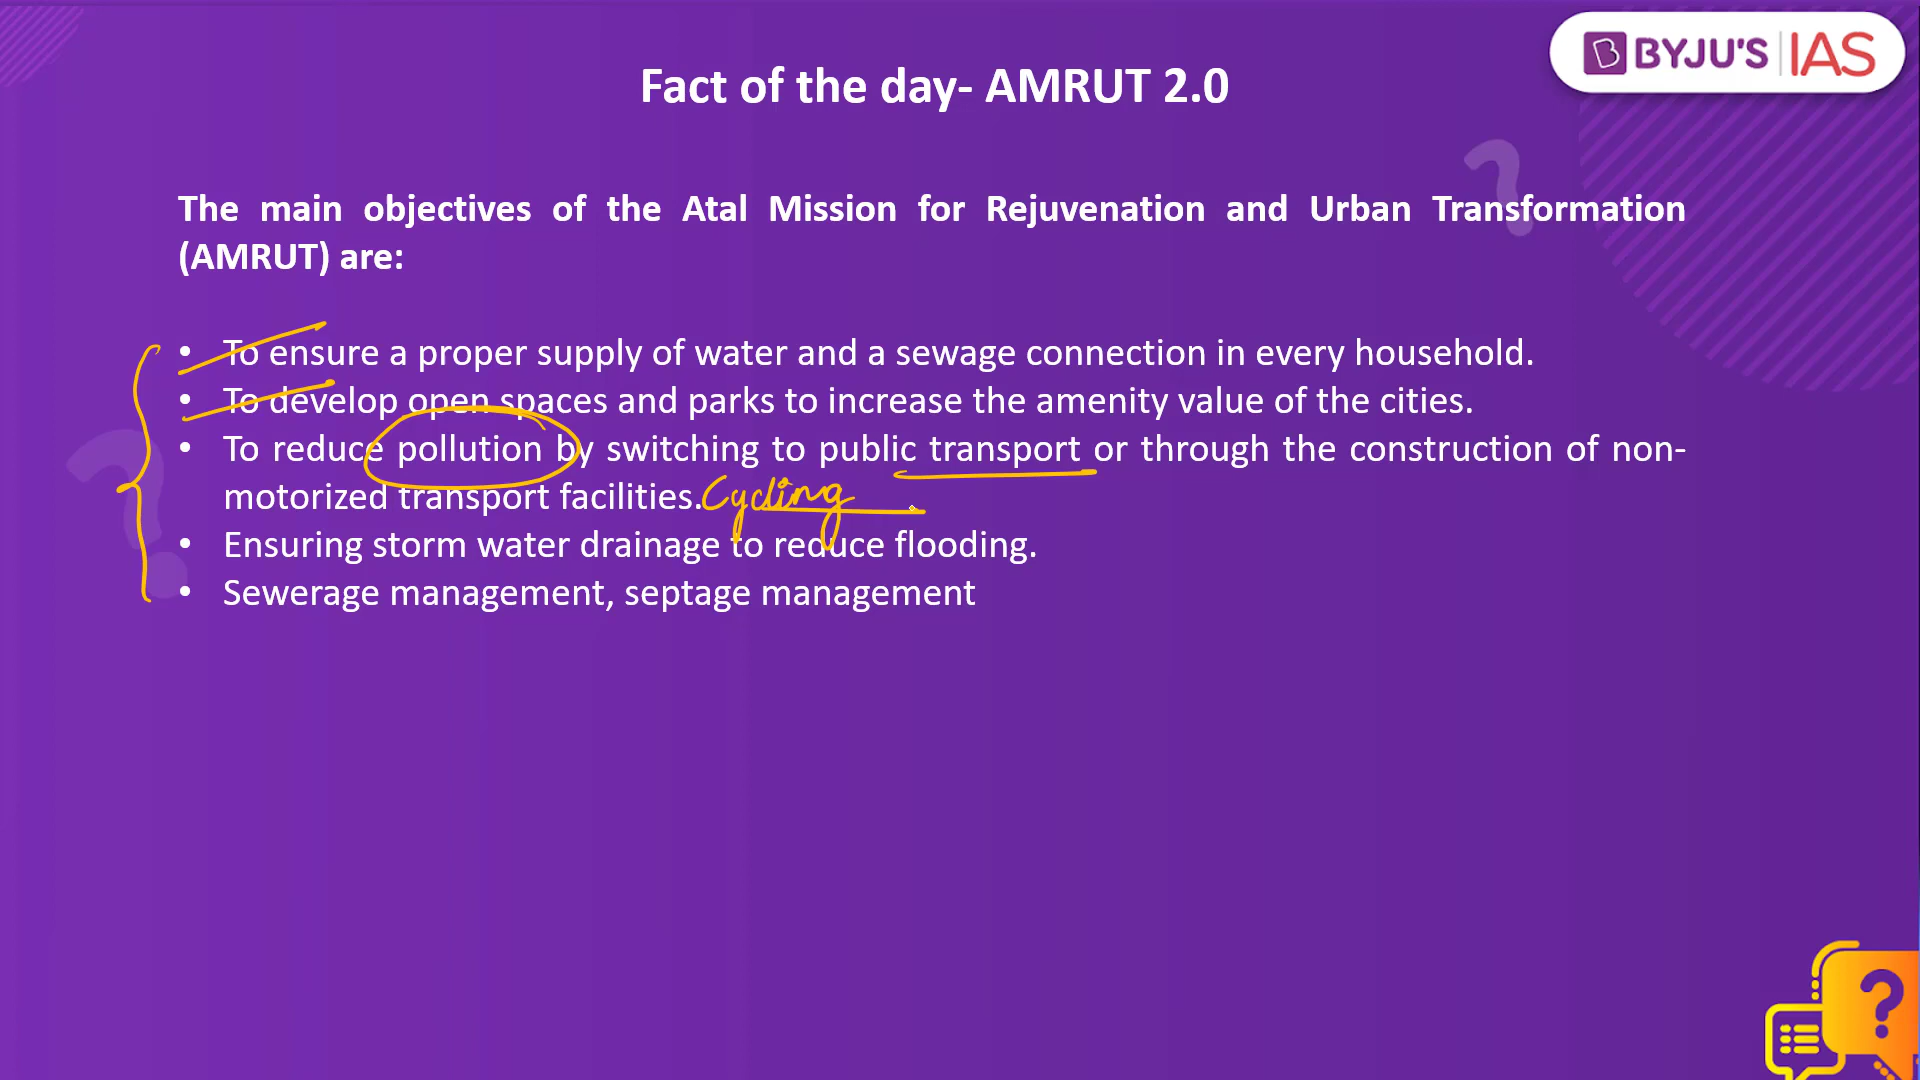 BYJU'S IAS
Fact of the day- AMRUT 2.0
The main objectives of the Atal Mission for Rejuvenation and Urban Transformation
(AMRUT) are:
• To ensure a proper supply of water and a sewage connection in every household.
• To develop open spaces and parks to increase the amenity value of the cities.
• To reduce pollution by switching to public transport or through the construction of non-
motorized transport facilities. Cycling
• Ensuring storm water drainage to reduce flooding.
• Sewerage management, septage management